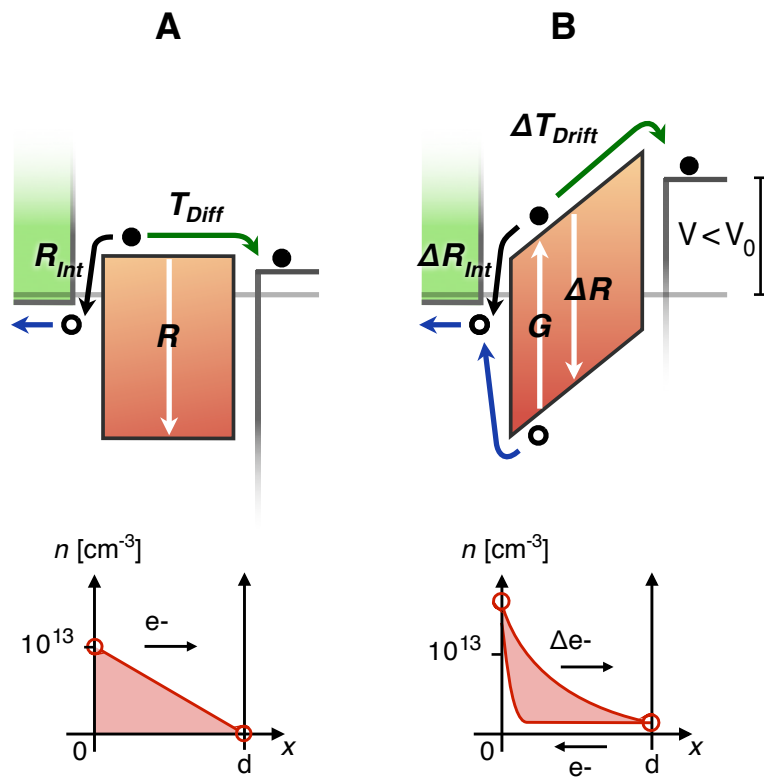 A
B
T_Diff
R_Int
R
ΔT_Drift
ΔR_Int
ΔR
G
V < V_0
n [cm^-3]
10^13
e-
0
d
x
n [cm^-3]
10^13
Δe-
0
e-
d
x